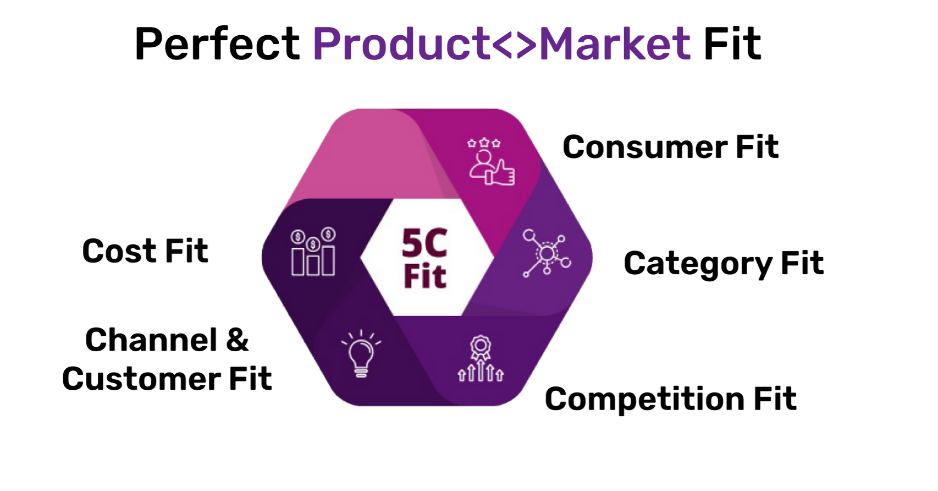 Perfect Product<>Market Fit
Consumer Fit
5C
Fit
Cost Fit
Category Fit
Channel &
Customer Fit
Competition Fit
$ $ $